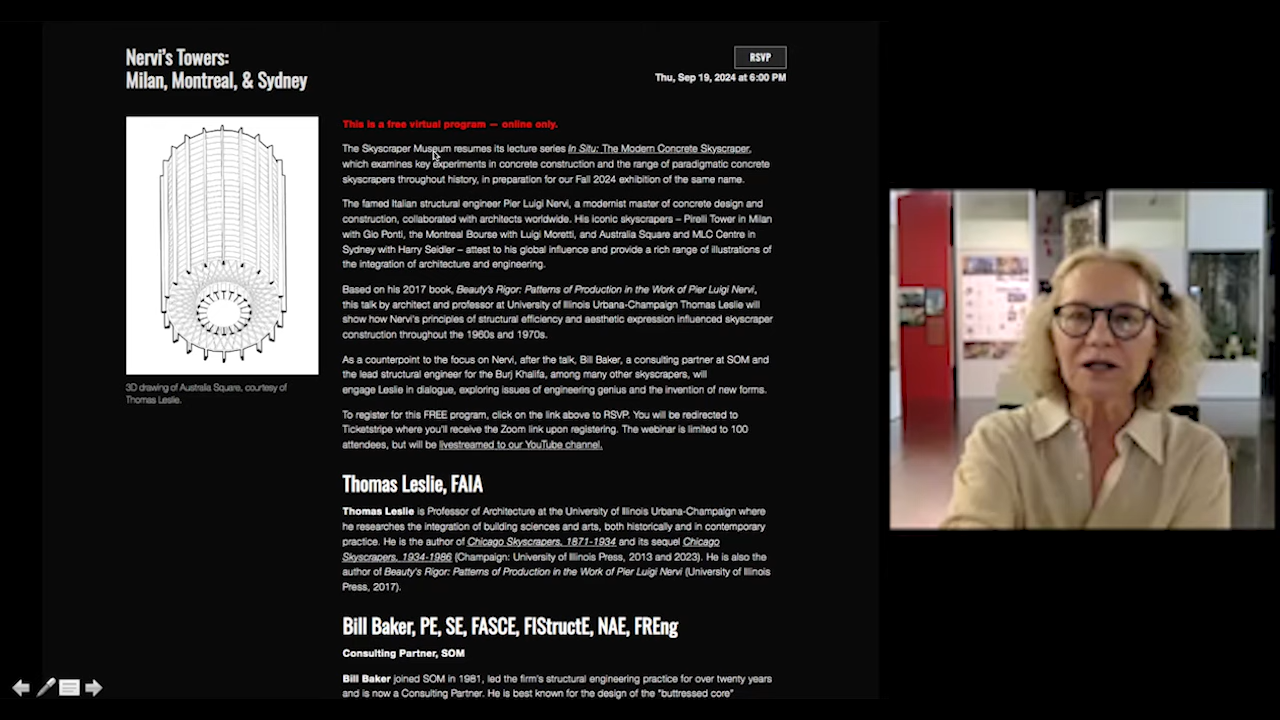 Nervi's Towers:
Milan, Montreal, & Sydney
RSVP
Thu, Sep 19, 2024 at 6:00 PM
This is a free virtual program — online only.
The Skyscraper Museum resumes its lecture series In Situ: The Modern Concrete Skyscraper,
which examines key experiments in concrete construction and the range of paradigmatic concrete
skyscrapers throughout history, in preparation for our Fall 2024 exhibition of the same name.
The famed Italian structural engineer Pier Luigi Nervi, a modernist master of concrete design and
construction, collaborated with architects worldwide. His iconic skyscrapers – Pirelli Tower in Milan
with Gio Ponti, the Montreal Bourse with Luigi Moretti, and Australia Square and MLC Centre in
Sydney with Harry Seidler – attest to his global influence and provide a rich range of illustrations of
the integration of architecture and engineering.
Based on his 2017 book, Beauty's Rigor: Patterns of Production in the Work of Pier Luigi Nervi,
this talk by architect and professor at University of Illinois Urbana-Champaign Thomas Leslie will
show how Nervi's principles of structural efficiency and aesthetic expression influenced skyscraper
construction throughout the 1960s and 1970s.
As a counterpoint to the focus on Nervi, after the talk, Bill Baker, a consulting partner at SOM and
the lead structural engineer for the Burj Khalifa, among many other skyscrapers, will
engage Leslie in dialogue, exploring issues of engineering genius and the invention of new forms.
To register for this FREE program, click on the link above to RSVP. You will be redirected to
Ticketstripe where you'll receive the Zoom link upon registering. The webinar is limited to 100
attendees, but will be livestreamed to our YouTube channel.
3D drawing of Australia Square, courtesy of
Thomas Leslie.
Thomas Leslie, FAIA
Thomas Leslie is Professor of Architecture at the University of Illinois Urbana-Champaign where
he researches the integration of building sciences and arts, both historically and in contemporary
practice. He is the author of Chicago Skyscrapers, 1871-1934 and its sequel Chicago
Skyscrapers, 1934-1986 (Champaign: University of Illinois Press, 2013 and 2023). He is also the
author of Beauty's Rigor: Patterns of Production in the Work of Pier Luigi Nervi (University of Illinois
Press, 2017).
Bill Baker, PE, SE, FASCE, FIStructE, NAE, FREng
Consulting Partner, SOM
Bill Baker joined SOM in 1981, led the firm's structural engineering practice for over twenty years
and is now a Consulting Partner. He is best known for the design of the "buttressed core"